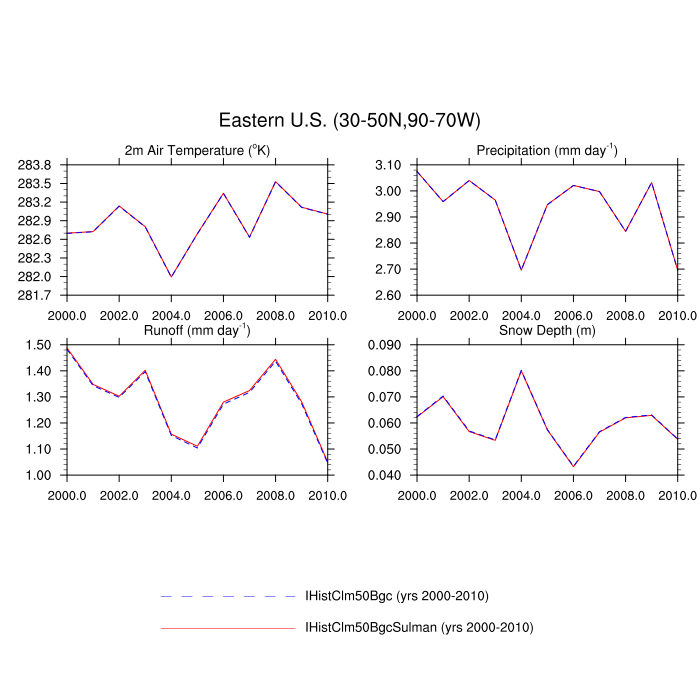 Eastern U.S. (30-50N,90-70W)
2m Air Temperature (°K)
283.8
283.5
283.2
282.9
282.6
282.3
282.0
281.7
2000.0 2002.0 2004.0 2006.0 2008.0 2010.0
Precipitation (mm day⁻¹)
3.10
3.00
2.90
2.80
2.70
2.60
2000.0 2002.0 2004.0 2006.0 2008.0 2010.0
Runoff (mm day⁻¹)
1.50
1.40
1.30
1.20
1.10
1.00
2000.0 2002.0 2004.0 2006.0 2008.0 2010.0
Snow Depth (m)
0.090
0.080
0.070
0.060
0.050
0.040
2000.0 2002.0 2004.0 2006.0 2008.0 2010.0
IHistClm50Bgc (yrs 2000-2010)
IHistClm50BgcSulman (yrs 2000-2010)